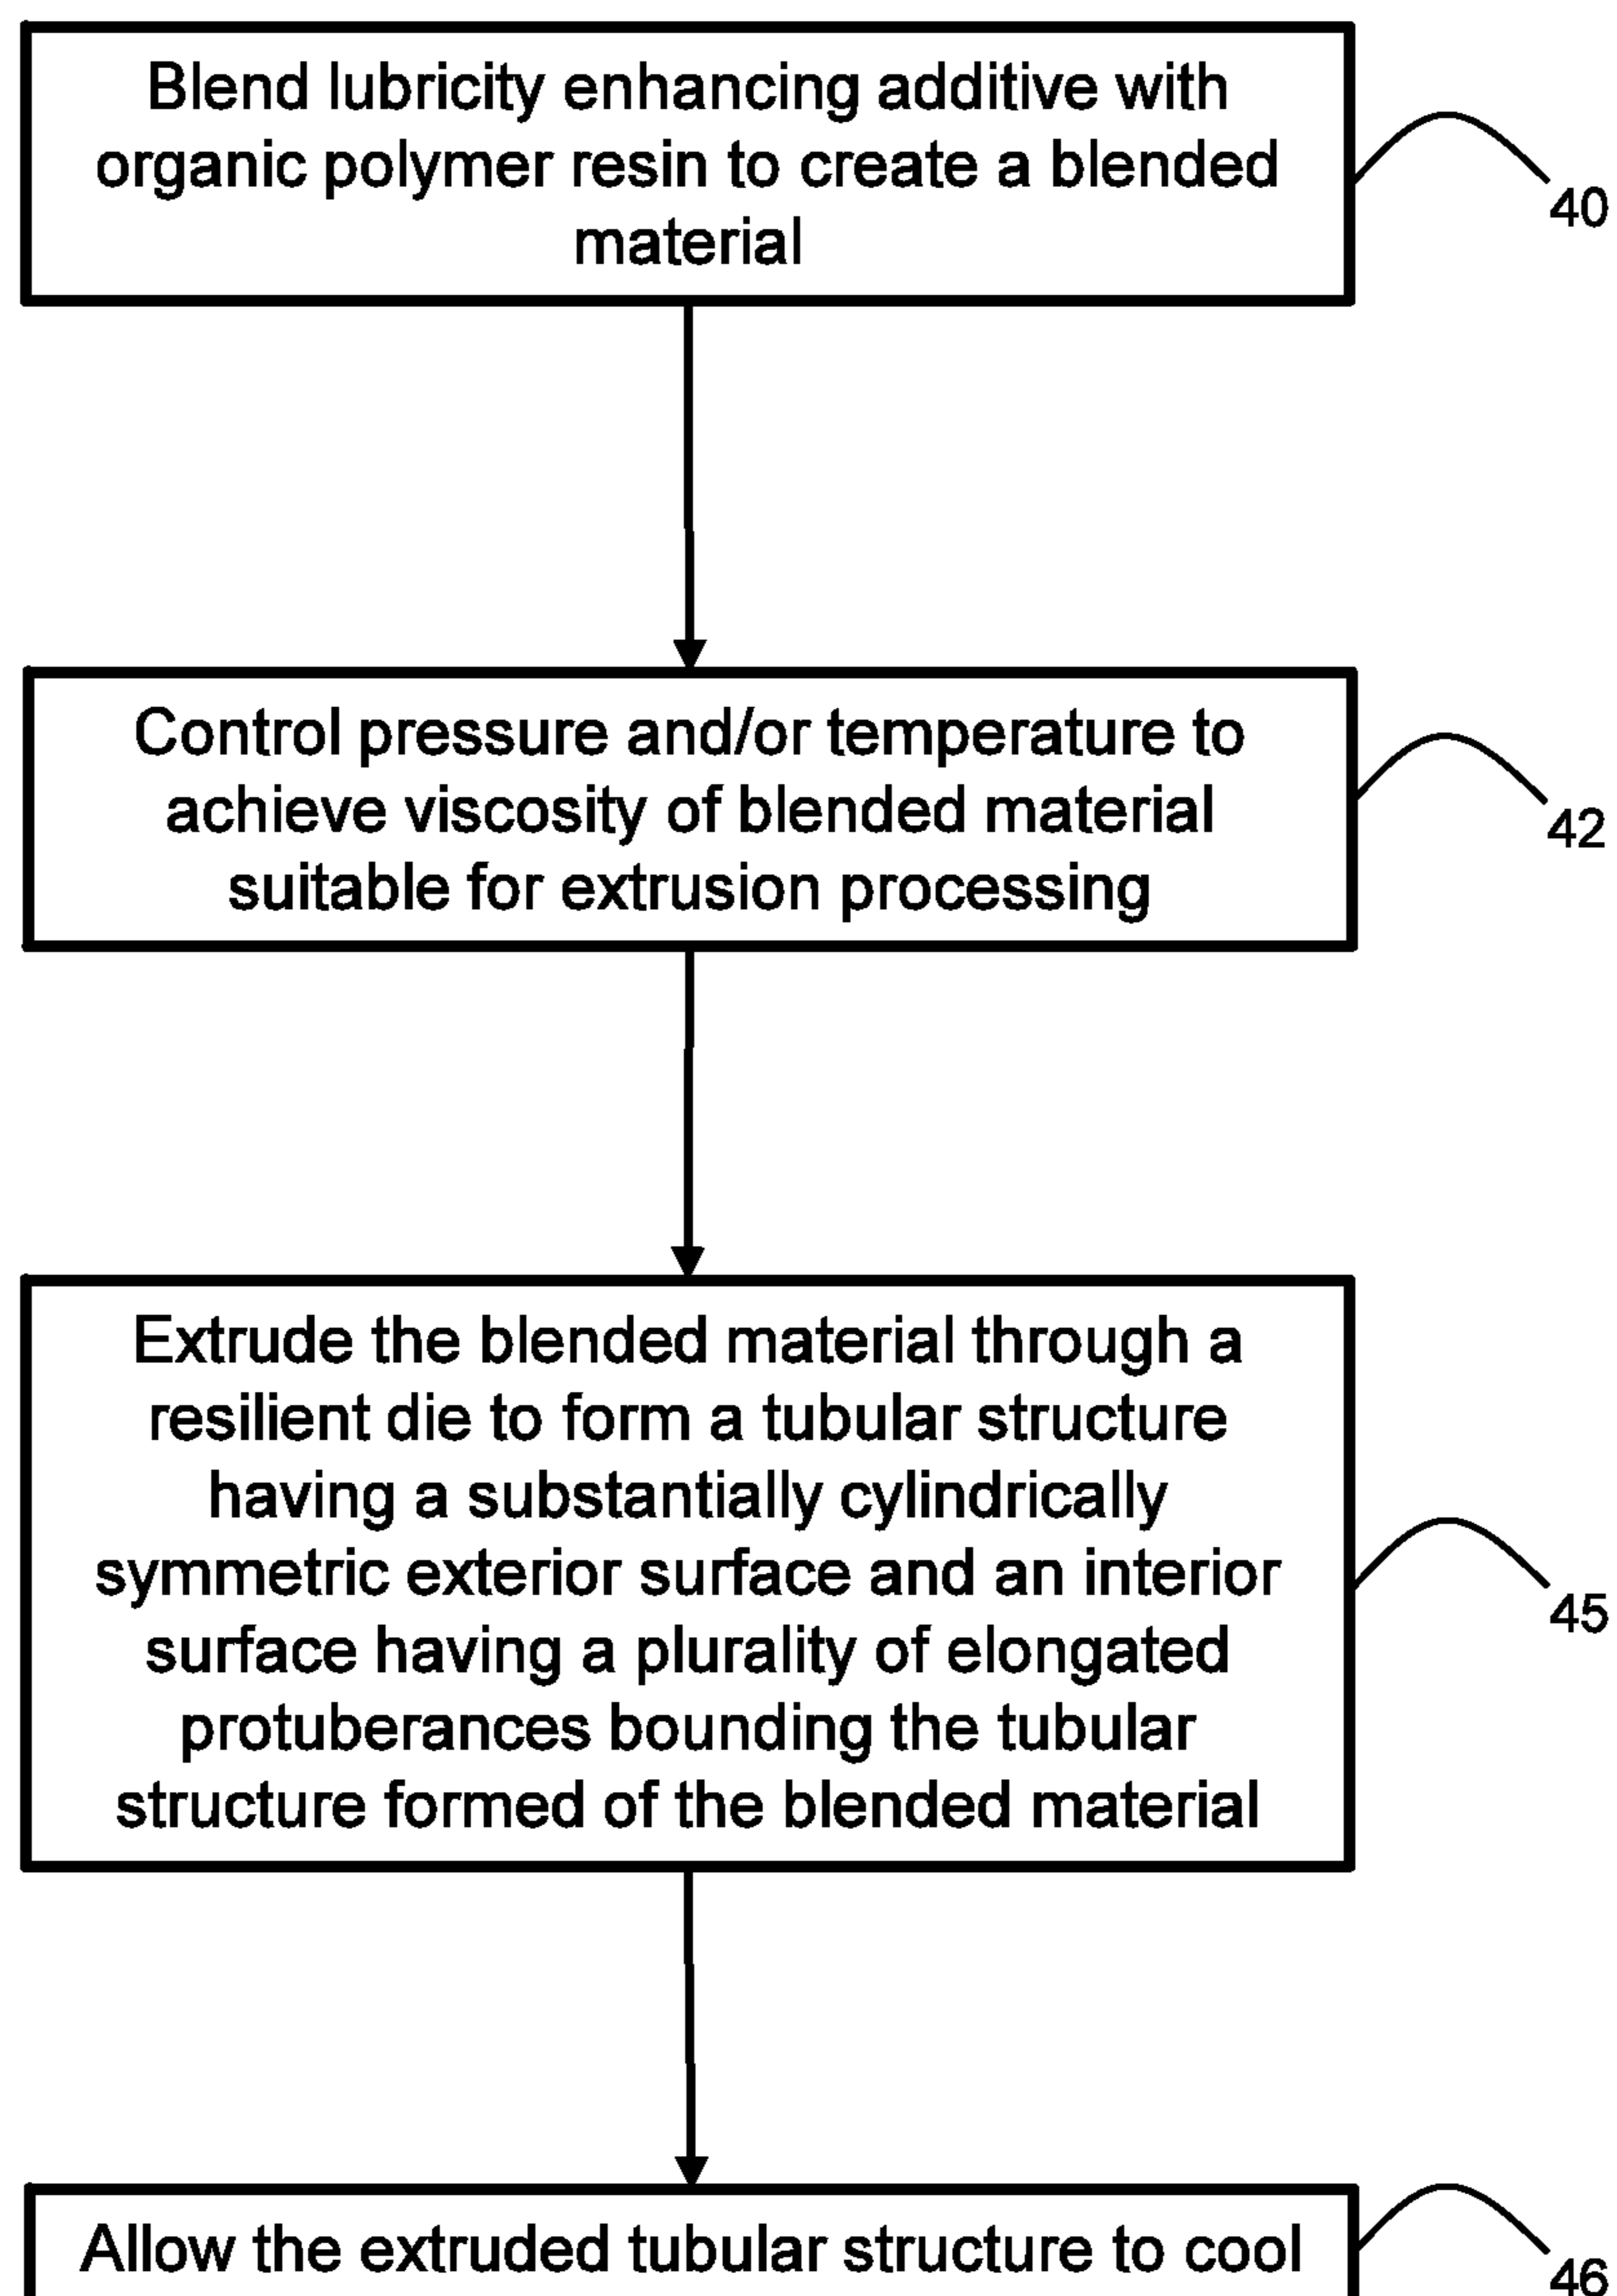 Blend lubricity enhancing additive with
organic polymer resin to create a blended
material
40
Control pressure and/or temperature to
achieve viscosity of blended material
suitable for extrusion processing
42
Extrude the blended material through a
resilient die to form a tubular structure
having a substantially cylindrically
symmetric exterior surface and an interior
surface having a plurality of elongated
protuberances bounding the tubular
structure formed of the blended material
45
Allow the extruded tubular structure to cool
46